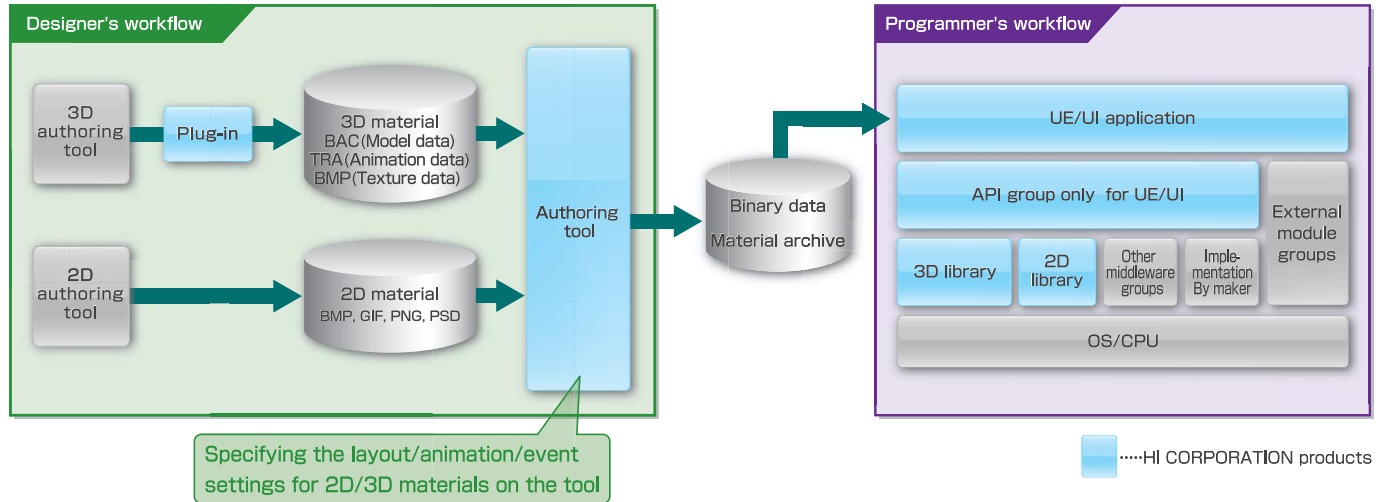 Designer's workflow
3D
authoring
tool
Plug-in
3D material
BAC(Model data)
TRA(Animation data)
BMP(Texture data)
2D
authoring
tool
2D material
BMP, GIF, PNG, PSD
Authoring
tool
Specifying the layout/animation/event
settings for 2D/3D materials on the tool
Binary data
Material archive
Programmer's workflow
UE/UI application
API group only for UE/UI
External
module
groups
3D library
2D
library
Other
middleware
groups
Imple-
mentation
By maker
OS/CPU
·····HI CORPORATION products